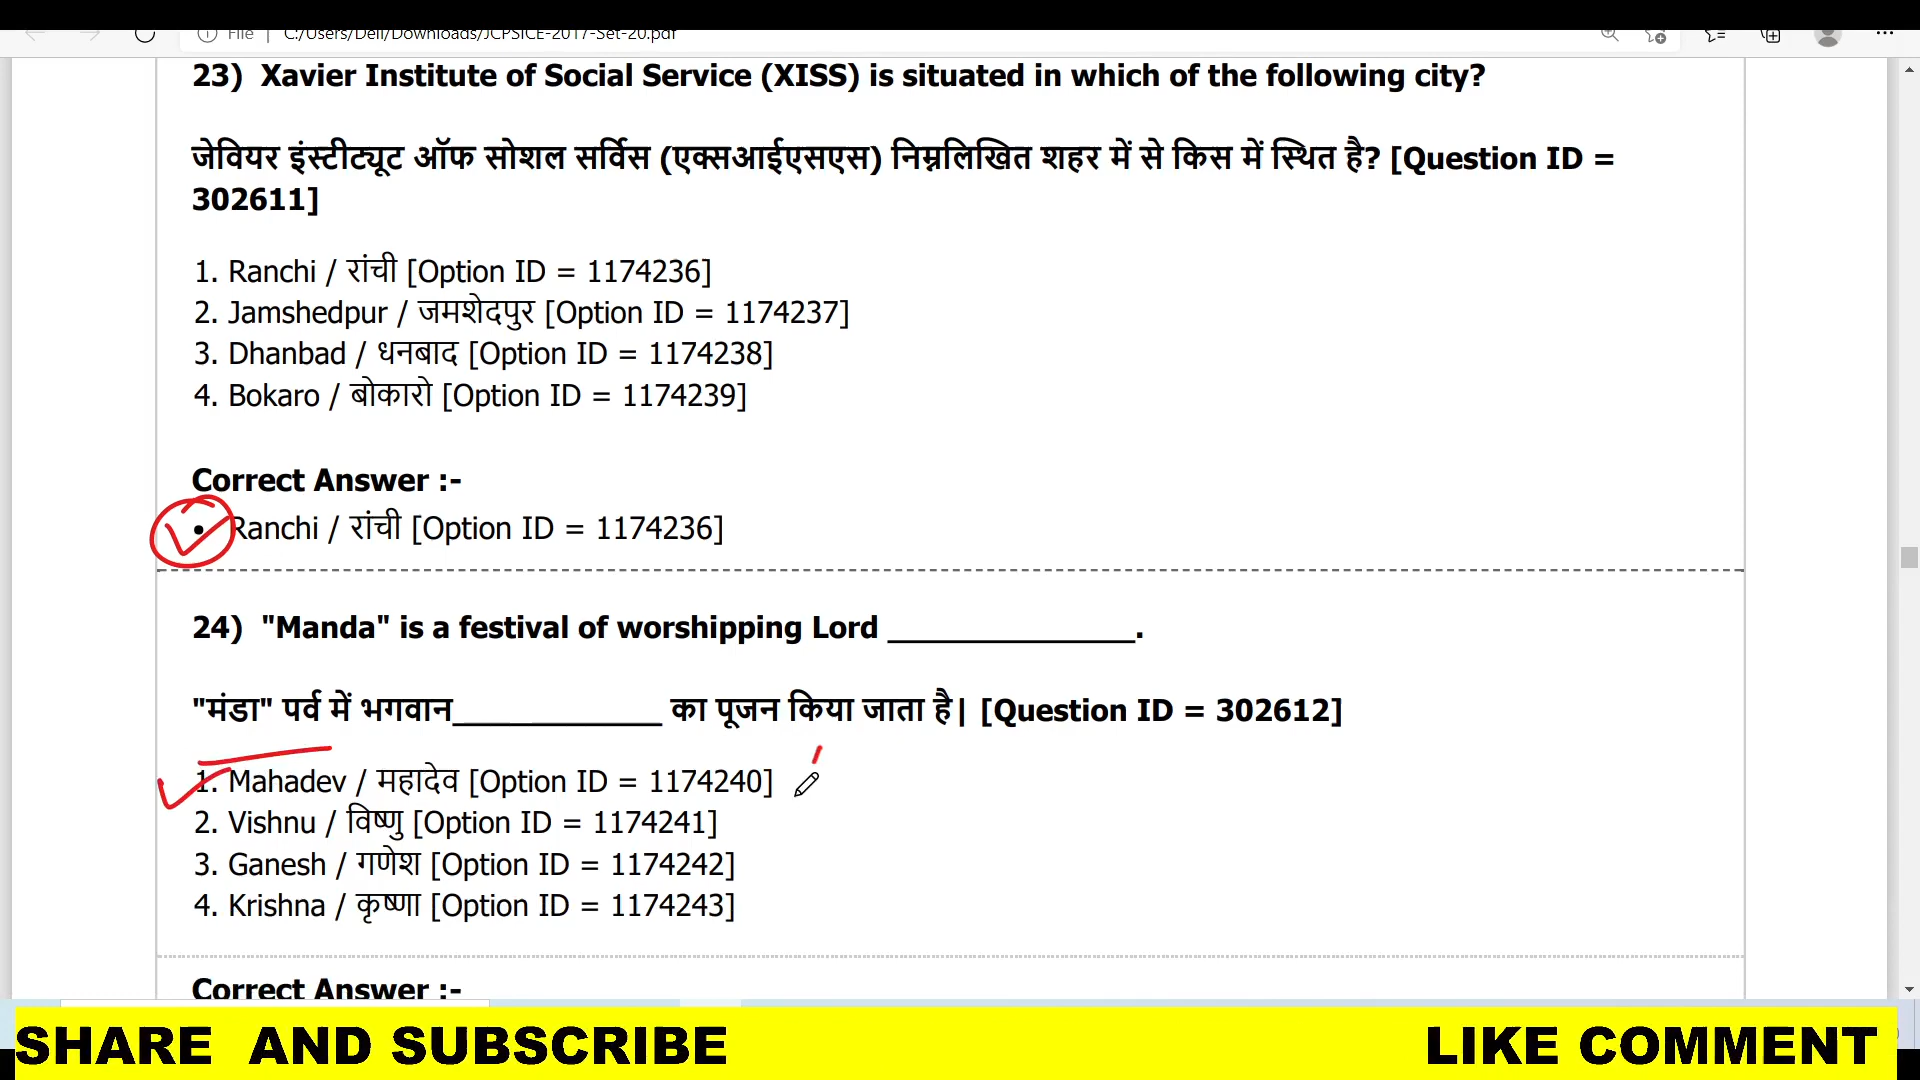 File | C:/Users/Dell/Downloads/JCPSICE-2017-Set-20.pdf
23) Xavier Institute of Social Service (XISS) is situated in which of the following city?
जेवियर इंस्टीट्यूट ऑफ सोशल सर्विस (एक्सआईएसएस) निम्नलिखित शहर में से किस में स्थित है? [Question ID =
302611]
1. Ranchi / रांची [Option ID = 1174236]
2. Jamshedpur / जमशेदपुर [Option ID = 1174237]
3. Dhanbad / धनबाद [Option ID = 1174238]
4. Bokaro / बोकारो [Option ID = 1174239]
Correct Answer :-
• Ranchi / रांची [Option ID = 1174236]
24) "Manda" is a festival of worshipping Lord _______________.
"मंडा" पर्व में भगवान_____________ का पूजन किया जाता है| [Question ID = 302612]
1. Mahadev / महादेव [Option ID = 1174240]
2. Vishnu / विष्णु [Option ID = 1174241]
3. Ganesh / गणेश [Option ID = 1174242]
4. Krishna / कृष्णा [Option ID = 1174243]
Correct Answer :-
SHARE AND SUBSCRIBE LIKE COMMENT